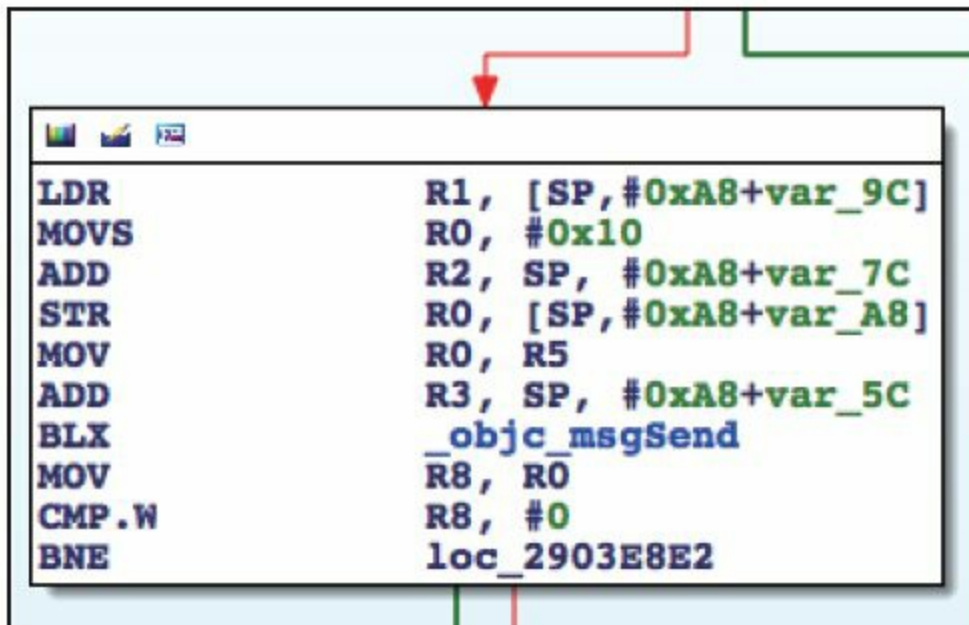 LDR R1, [SP,#0xA8+var_9C]
MOVS R0, #0x10
ADD R2, SP, #0xA8+var_7C
STR R0, [SP,#0xA8+var_A8]
MOV R0, R5
ADD R3, SP, #0xA8+var_5C
BLX _objc_msgSend
MOV R8, R0
CMP.W R8, #0
BNE loc_2903E8E2